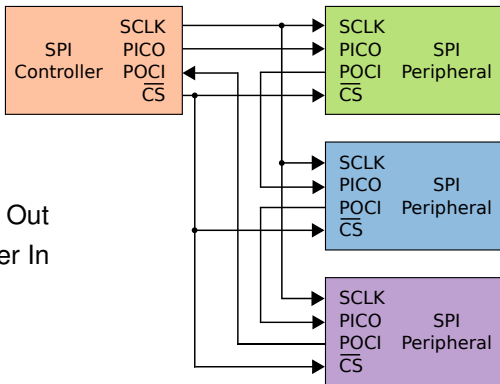 SCLK
PICO
SPI
Controller
POCI
CS
SCLK
PICO
SPI
POCI
Peripheral
CS
SCLK
PICO
SPI
POCI
Peripheral
CS
Out
er In
SCLK
PICO
SPI
POCI
Peripheral
CS